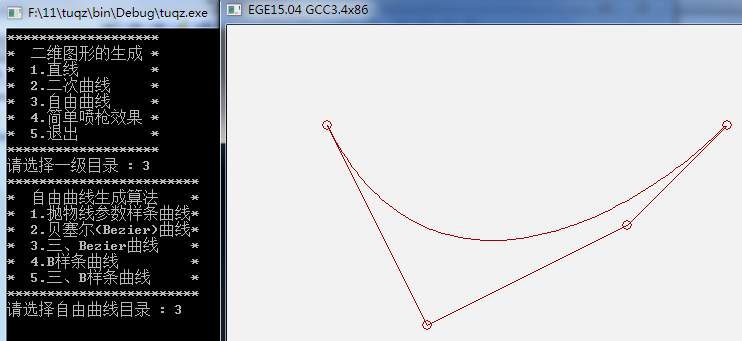 F:\11\tuqz\bin\Debug\tuqz.exe
EGE15.04 GCC3.4x86
*******************
* 二维图形的生成 *
* 1.直线 *
* 2.二次曲线 *
* 3.自由曲线 *
* 4.简单喷枪效果 *
* 5.退出 *
*******************
请选择一级目录 : 3
************************
* 自由曲线生成算法 *
* 1.抛物线参数样条曲线*
* 2.贝塞尔(Bezier)曲线*
* 3.三、Bezier曲线 *
* 4.B样条曲线 *
* 5.三、B样条曲线 *
************************
请选择自由曲线目录 : 3